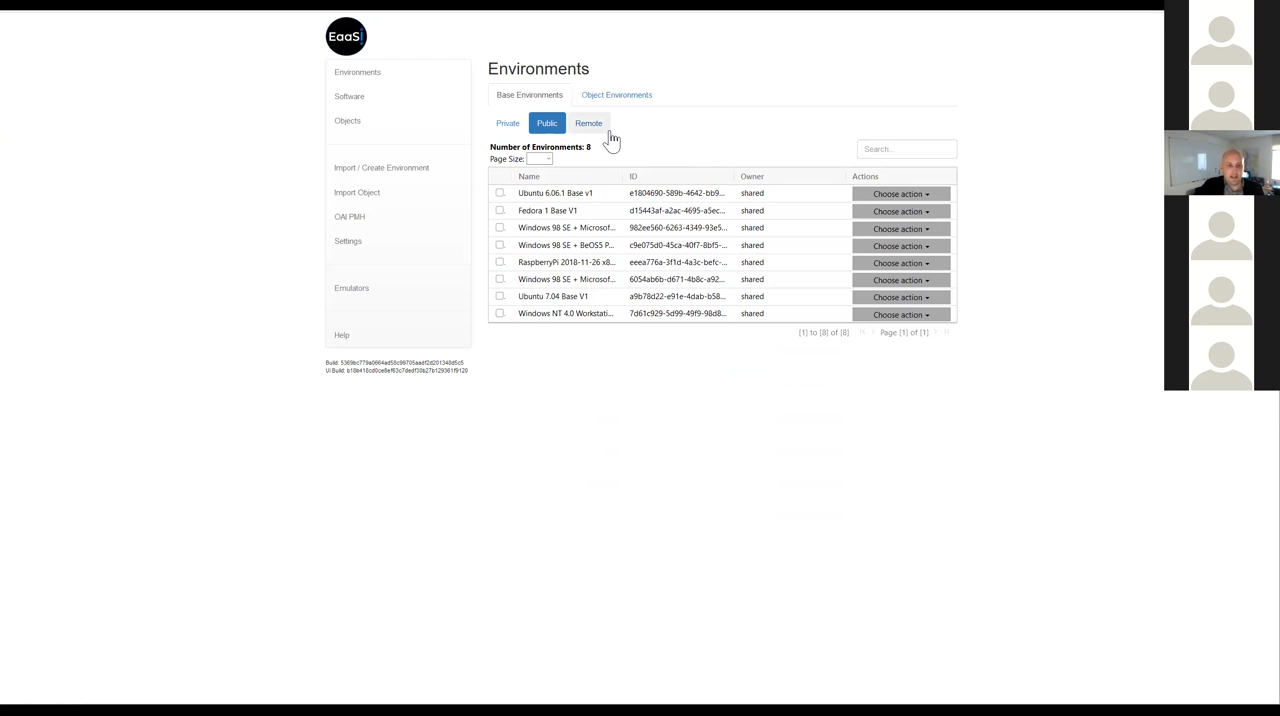 EaaSi
Environments
Software
Objects
Import / Create Environment
Import Object
OAI PMH
Settings
Emulators
Help
Build: 5369bc779a0664ad58c99705aadf2d201348d5c5
UI Build: b18b418cd0ce8ef63c7dedf38b27b129361f9120
Environments
Base Environments Object Environments
Private Public Remote
Number of Environments: 8
Page Size:
Search...
Name ID Owner Actions
Ubuntu 6.06.1 Base v1 e1804690-589b-4642-bb9... shared Choose action
Fedora 1 Base V1 d15443af-a2ac-4695-a5ec... shared Choose action
Windows 98 SE + Microsof... 982ee560-6263-4349-93e5... shared Choose action
Windows 98 SE + BeOS5 P... c9e075d0-45ca-40f7-8bf5-... shared Choose action
RaspberryPi 2018-11-26 x8... eeea776a-3f1d-4a3c-befc-... shared Choose action
Windows 98 SE + Microsof... 6054ab6b-d671-4b8c-a92... shared Choose action
Ubuntu 7.04 Base V1 a9b78d22-e91e-4dab-b58... shared Choose action
Windows NT 4.0 Workstati... 7d61c929-5d99-49f9-98d8... shared Choose action
[1] to [8] of [8] Page [1] of [1]